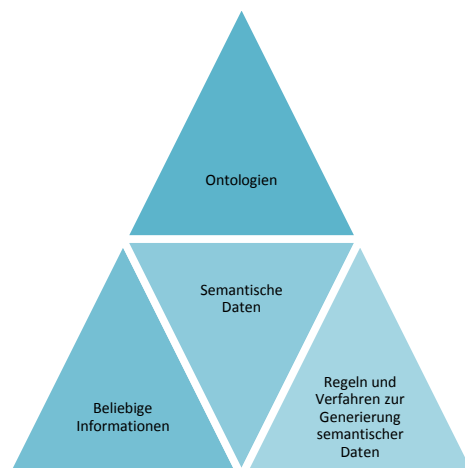 Ontologien
Semantische
Daten
Beliebige
Informationen
Regeln und
Verfahren zur
Generierung
semantischer
Daten